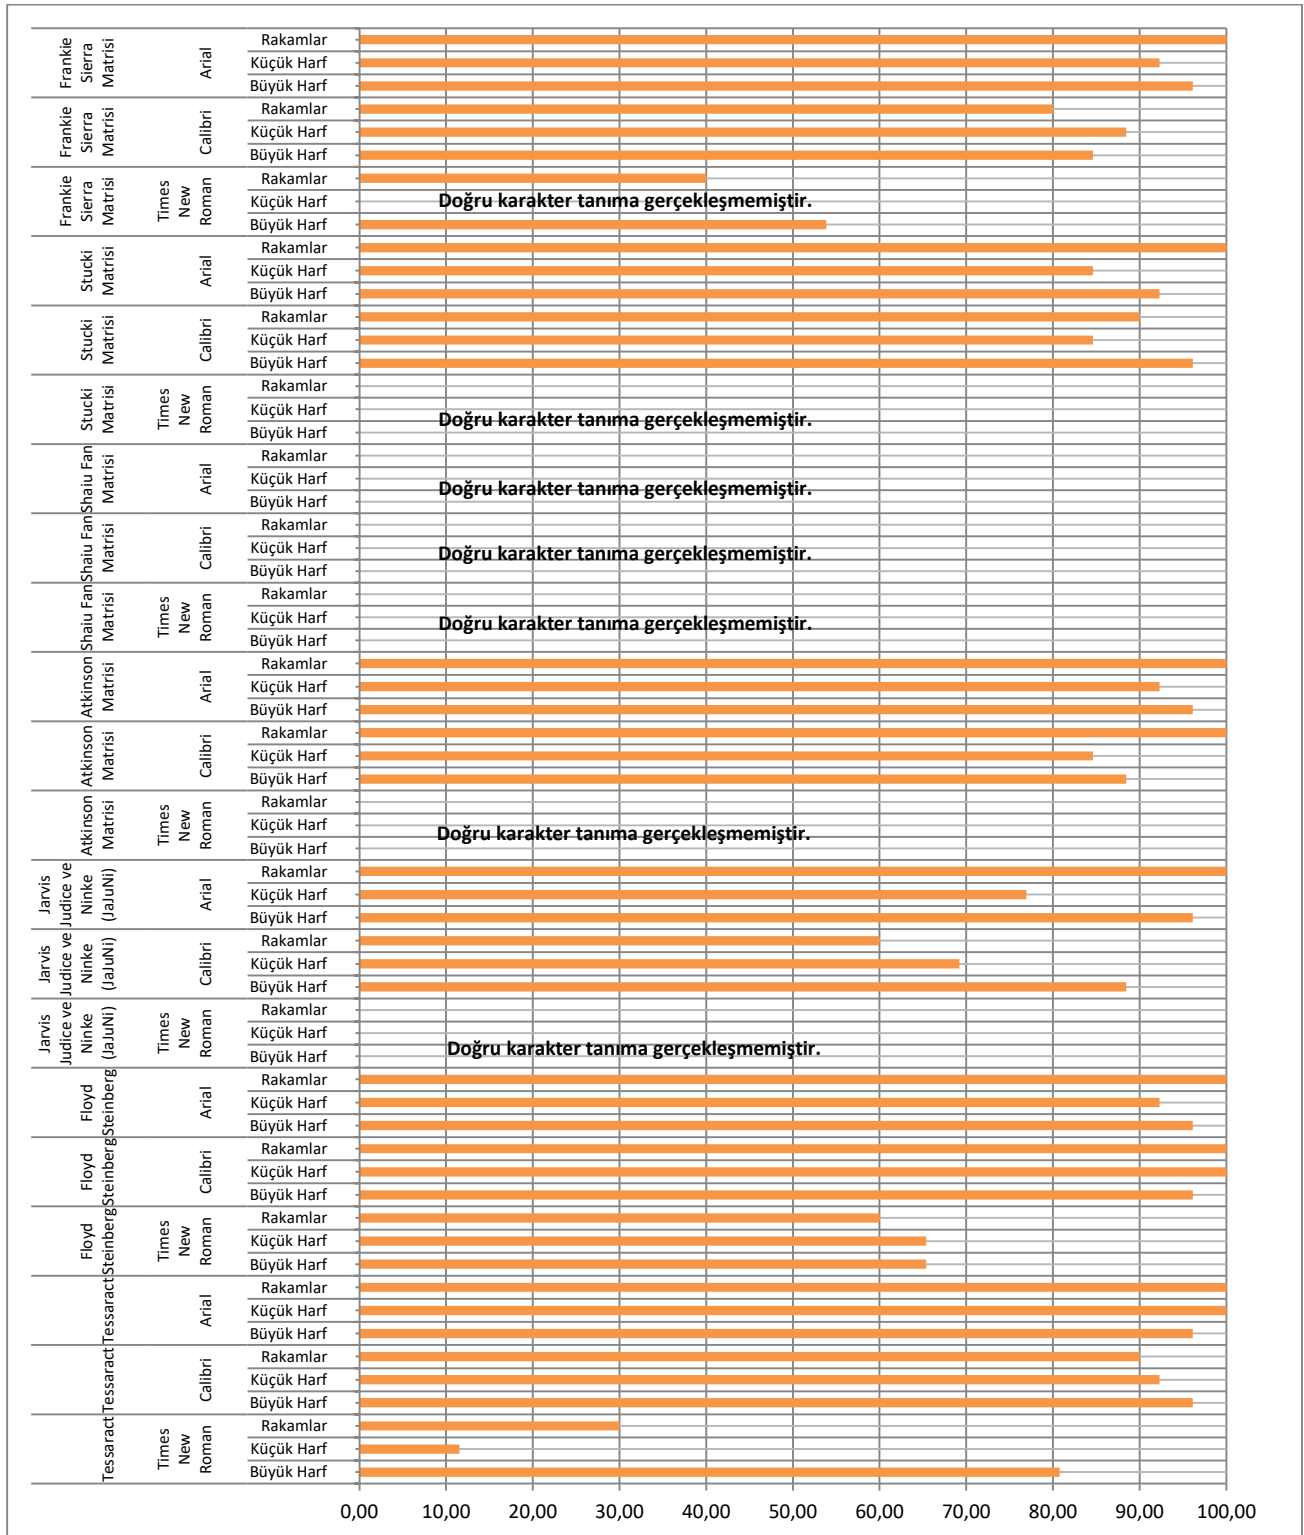 Frankie
Sierra
Matrisi
Arial
Rakamlar
Küçük Harf
Büyük Harf
Frankie
Sierra
Matrisi
Calibri
Rakamlar
Küçük Harf
Büyük Harf
Frankie
Sierra
Matrisi
Times
New
Roman
Rakamlar
Küçük Harf
Büyük Harf
Doğru karakter tanıma gerçekleşmemiştir.
Stucki
Matrisi
Arial
Rakamlar
Küçük Harf
Büyük Harf
Stucki
Matrisi
Calibri
Rakamlar
Küçük Harf
Büyük Harf
Stucki
Matrisi
Times
New
Roman
Rakamlar
Küçük Harf
Büyük Harf
Doğru karakter tanıma gerçekleşmemiştir.
Shaiu Fan
Matrisi
Arial
Rakamlar
Küçük Harf
Büyük Harf
Doğru karakter tanıma gerçekleşmemiştir.
Shaiu Fan
Matrisi
Calibri
Rakamlar
Küçük Harf
Büyük Harf
Doğru karakter tanıma gerçekleşmemiştir.
Shaiu Fan
Matrisi
Times
New
Roman
Rakamlar
Küçük Harf
Büyük Harf
Doğru karakter tanıma gerçekleşmemiştir.
Atkinson
Matrisi
Arial
Rakamlar
Küçük Harf
Büyük Harf
Atkinson
Matrisi
Calibri
Rakamlar
Küçük Harf
Büyük Harf
Atkinson
Matrisi
Times
New
Roman
Rakamlar
Küçük Harf
Büyük Harf
Doğru karakter tanıma gerçekleşmemiştir.
Jarvis
Judice ve
Ninke
(JaJuNi)
Arial
Rakamlar
Küçük Harf
Büyük Harf
Jarvis
Judice ve
Ninke
(JaJuNi)
Calibri
Rakamlar
Küçük Harf
Büyük Harf
Jarvis
Judice ve
Ninke
(JaJuNi)
Times
New
Roman
Rakamlar
Küçük Harf
Büyük Harf
Doğru karakter tanıma gerçekleşmemiştir.
Floyd
Steinberg
Arial
Rakamlar
Küçük Harf
Büyük Harf
Floyd
Steinberg
Calibri
Rakamlar
Küçük Harf
Büyük Harf
Floyd
Steinberg
Times
New
Roman
Rakamlar
Küçük Harf
Büyük Harf
Tessaract
Arial
Rakamlar
Küçük Harf
Büyük Harf
Tessaract
Calibri
Rakamlar
Küçük Harf
Büyük Harf
Tessaract
Times
New
Roman
Rakamlar
Küçük Harf
Büyük Harf
0,00 10,00 20,00 30,00 40,00 50,00 60,00 70,00 80,00 90,00 100,00